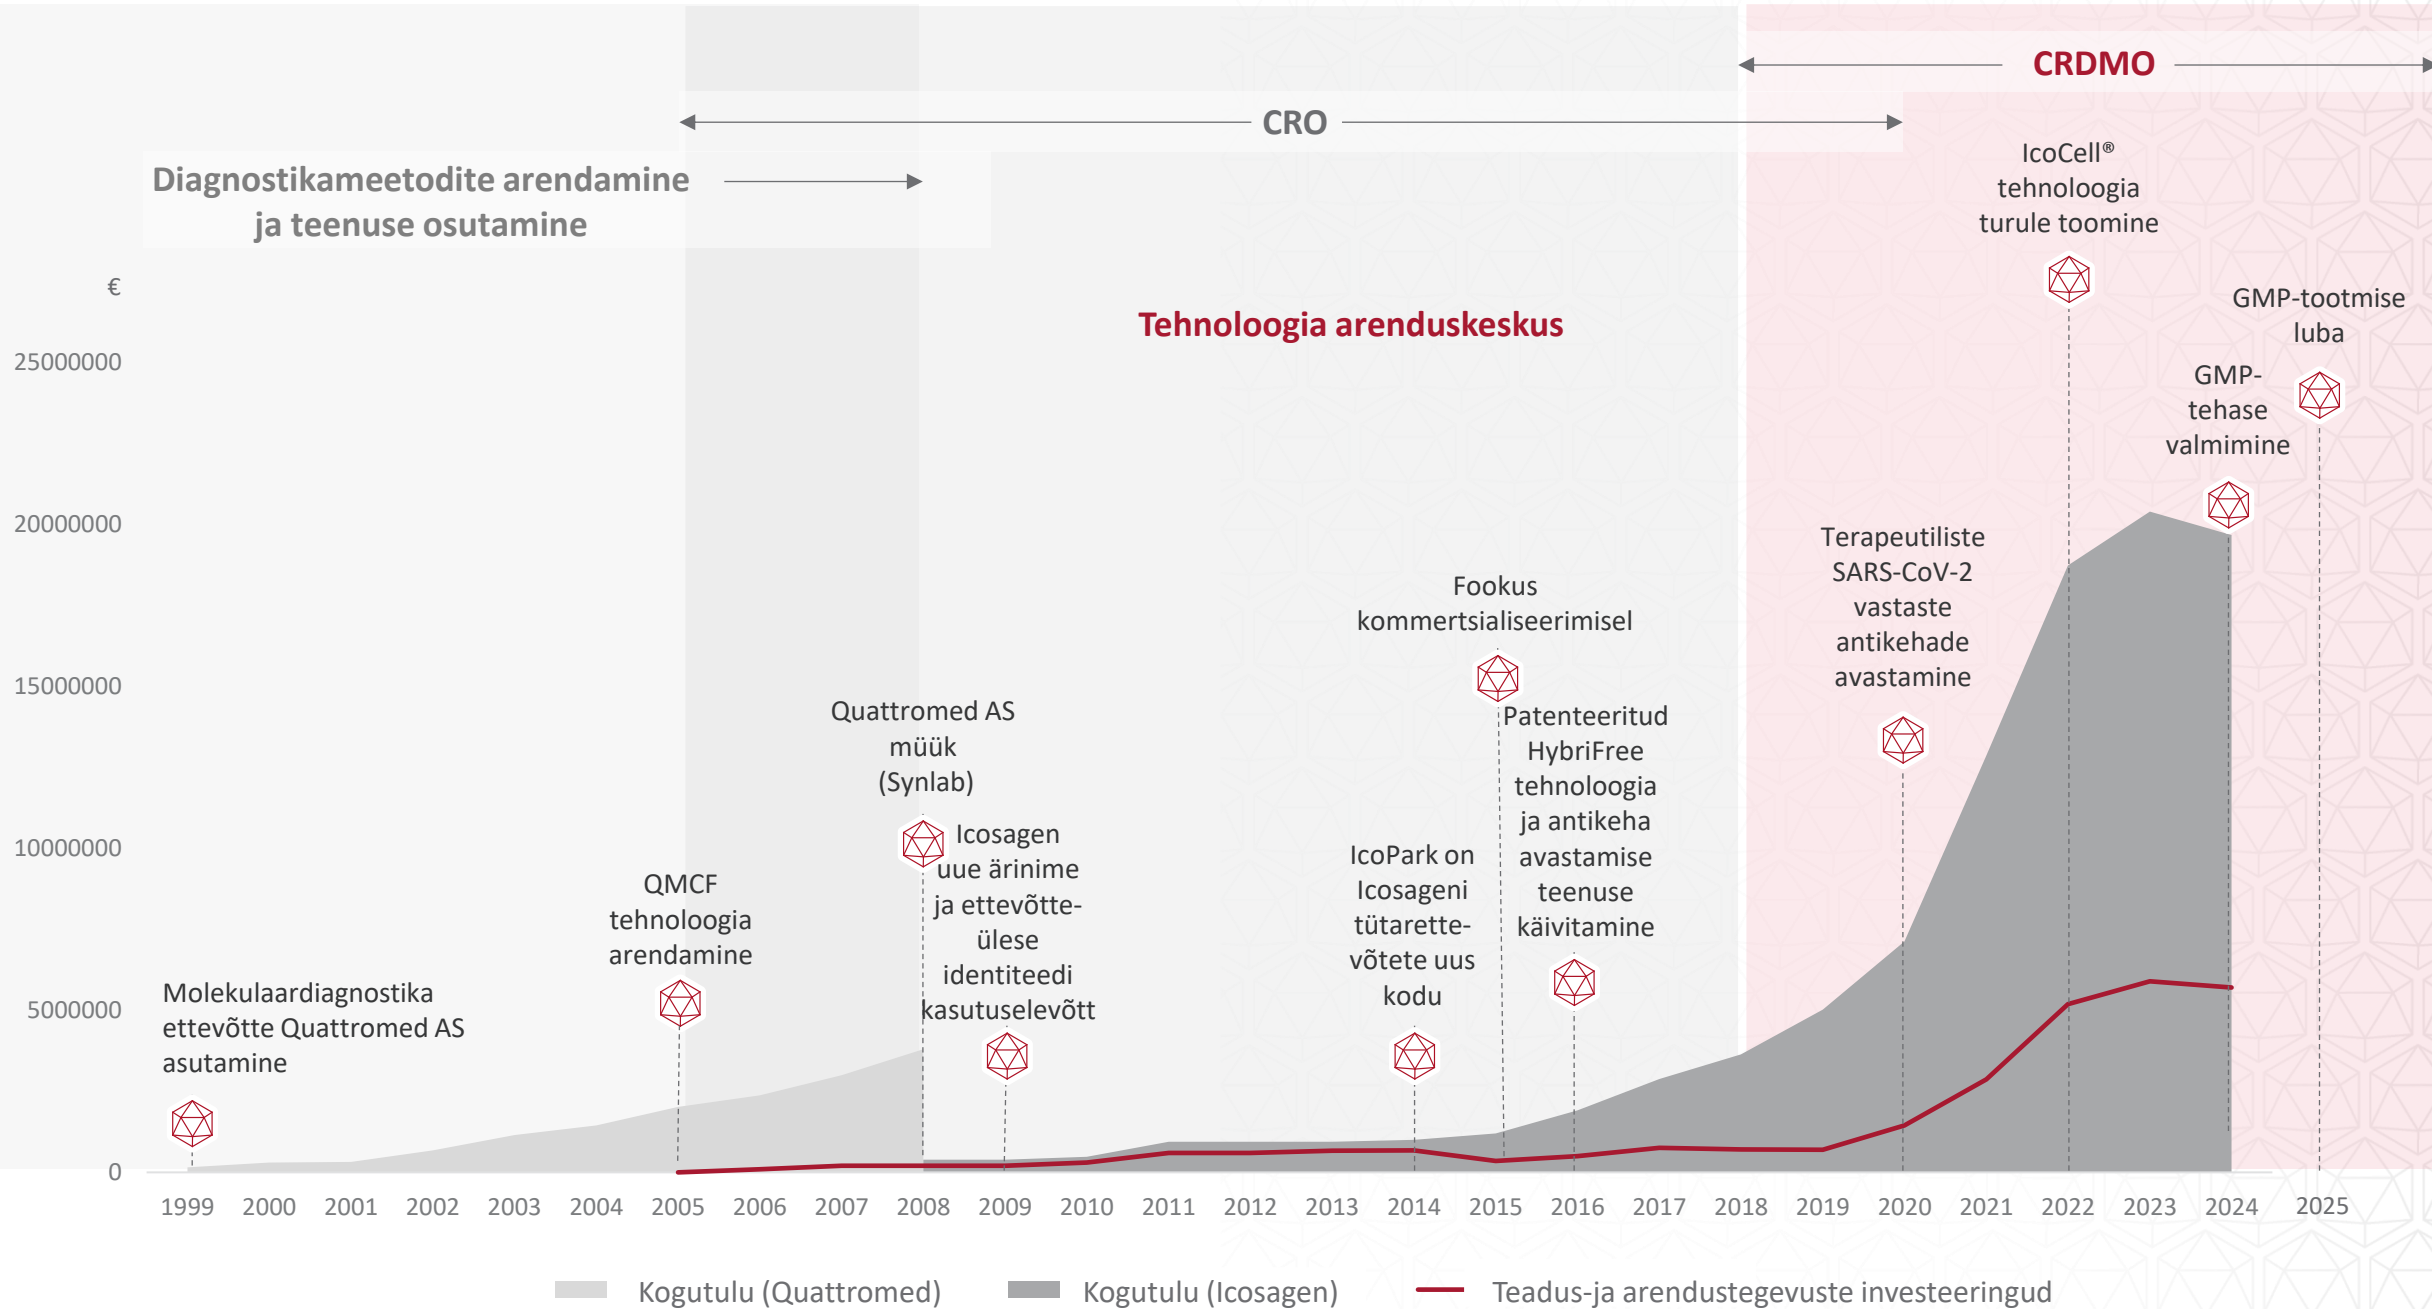 CRDMO
CRO
Diagnostikameetodite arendamine
ja teenuse osutamine
IcoCell®
tehnoloogia
turule toomine
€
Tehnoloogia arenduskeskus
GMP-tootmise
luba
GMP-
tehase
valmimine
25000000
20000000
15000000
10000000
5000000
0
Terapeutiliste
SARS-CoV-2
vastaste
antikehade
avastamine
Fookus
kommertsialiseerimisel
Patenteeritud
HybriFree
tehnoloogia
ja antikeha
avastamise
teenuse
käivitamine
Quattromed AS
müük
(Synlab)
Icosagen
uue ärinime
ja ettevõtte-
ülese
identiteedi
kasutuselevõtt
IcoPark on
Icosageni
tütarette-
võtete uus
kodu
QMCF
tehnoloogia
arendamine
Molekulaardiagnostika
ettevõtte Quattromed AS
asutamine
1999 2000 2001 2002 2003 2004 2005 2006 2007 2008 2009 2010 2011 2012 2013 2014 2015 2016 2017 2018 2019 2020 2021 2022 2023 2024 2025
Kogutulu (Quattromed) Kogutulu (Icosagen) Teadus-ja arendustegevuste investeeringud